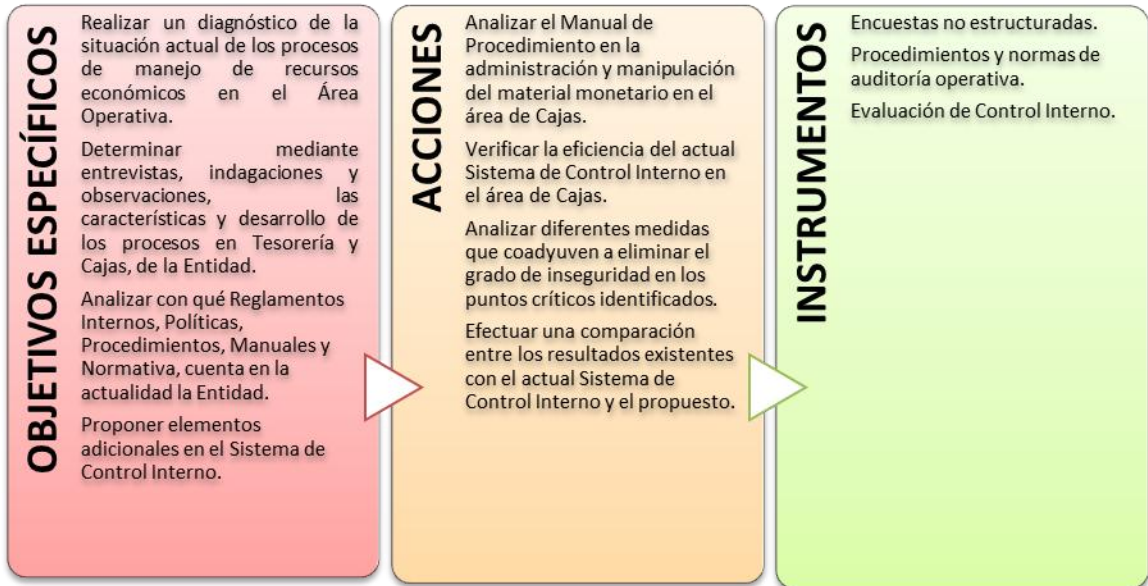 OBJETIVOS ESPECÍFICOS
Realizar un diagnóstico de la
situación actual de los procesos
de manejo de recursos
económicos en el Área
Operativa.
Determinar mediante
entrevistas, indagaciones y
observaciones, las
características y desarrollo de
los procesos en Tesorería y
Cajas, de la Entidad.
Analizar con qué Reglamentos
Internos, Políticas,
Procedimientos, Manuales y
Normativa, cuenta en la
actualidad la Entidad.
Proponer elementos
adicionales en el Sistema de
Control Interno.
ACCIONES
Analizar el Manual de
Procedimiento en la
administración y manipulación
del material monetario en el
área de Cajas.
Verificar la eficiencia del actual
Sistema de Control Interno en
el área de Cajas.
Analizar diferentes medidas
que coadyuven a eliminar el
grado de inseguridad en los
puntos críticos identificados.
Efectuar una comparación
entre los resultados existentes
con el actual Sistema de
Control Interno y el propuesto.
INSTRUMENTOS
Encuestas no estructuradas.
Procedimientos y normas de
auditoría operativa.
Evaluación de Control Interno.